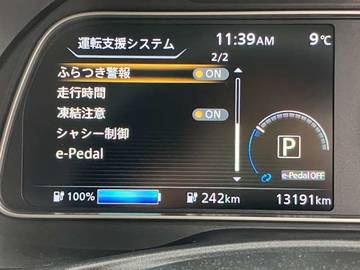 運転支援システム 11:39AM 9℃
2/2
ふらつき警報 ON
走行時間
凍結注意 ON
シャシー制御
e-Pedal
P
e-Pedal OFF
100% 242km 13191km